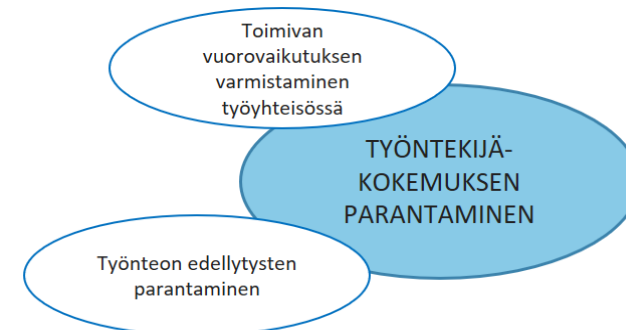 Toimivan
vuorovaikutuksen
varmistaminen
työyhteisössä
TYÖNTEKIJÄ-
KOKEMUKSEN
PARANTAMINEN
Työnteon edellytysten
parantaminen